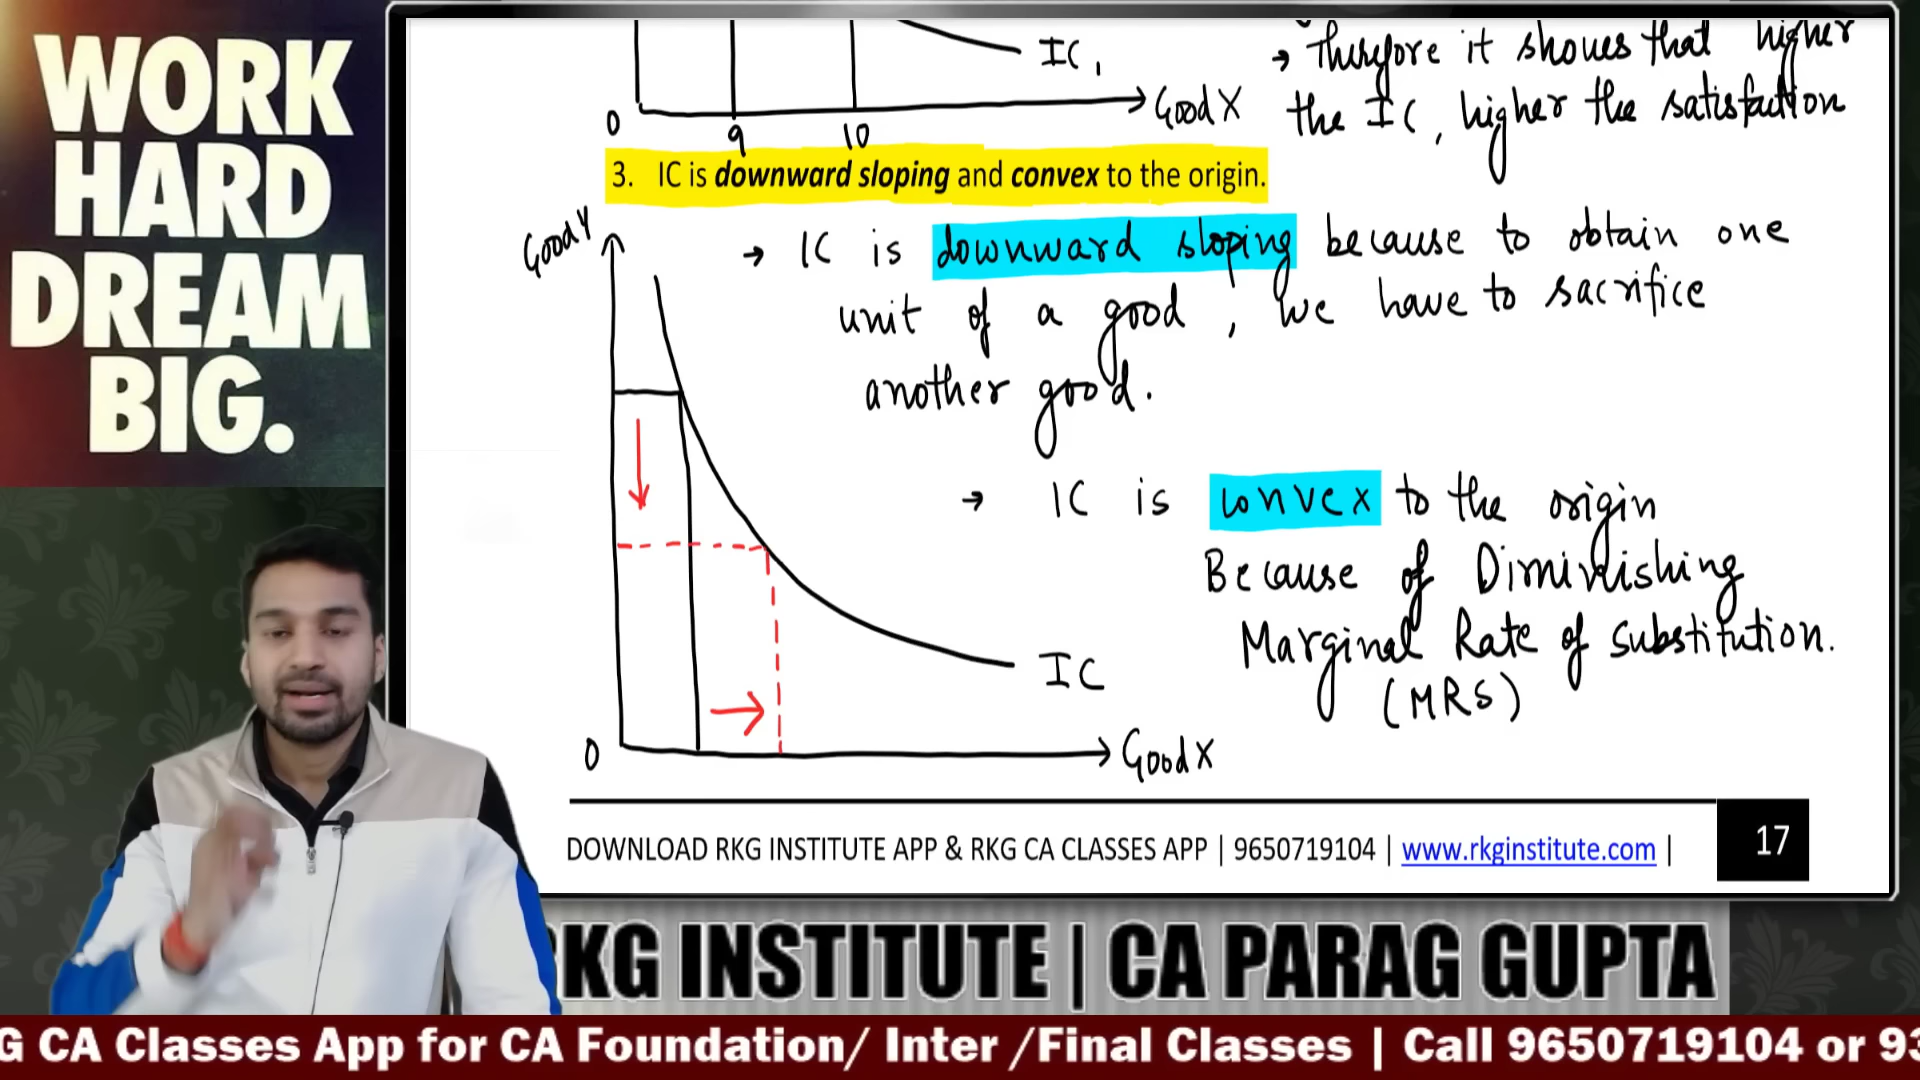 WORK
HARD
DREAM
BIG.
IC1
Good X
0
9
10
→ Therefore it shows that higher
the IC, higher the satisfaction
3. IC is downward sloping and convex to the origin.
Good Y
→ IC is downward sloping because to obtain one
unit of a good, we have to sacrifice
another good.
→ IC is convex to the origin
Because of Diminishing
Marginal Rate of substitution.
(MRS)
IC
0
Good X
DOWNLOAD RKG INSTITUTE APP & RKG CA CLASSES APP | 9650719104 | www.rkginstitute.com |
17
RKG INSTITUTE | CA PARAG GUPTA
G CA Classes App for CA Foundation/ Inter /Final Classes | Call 9650719104 or 93